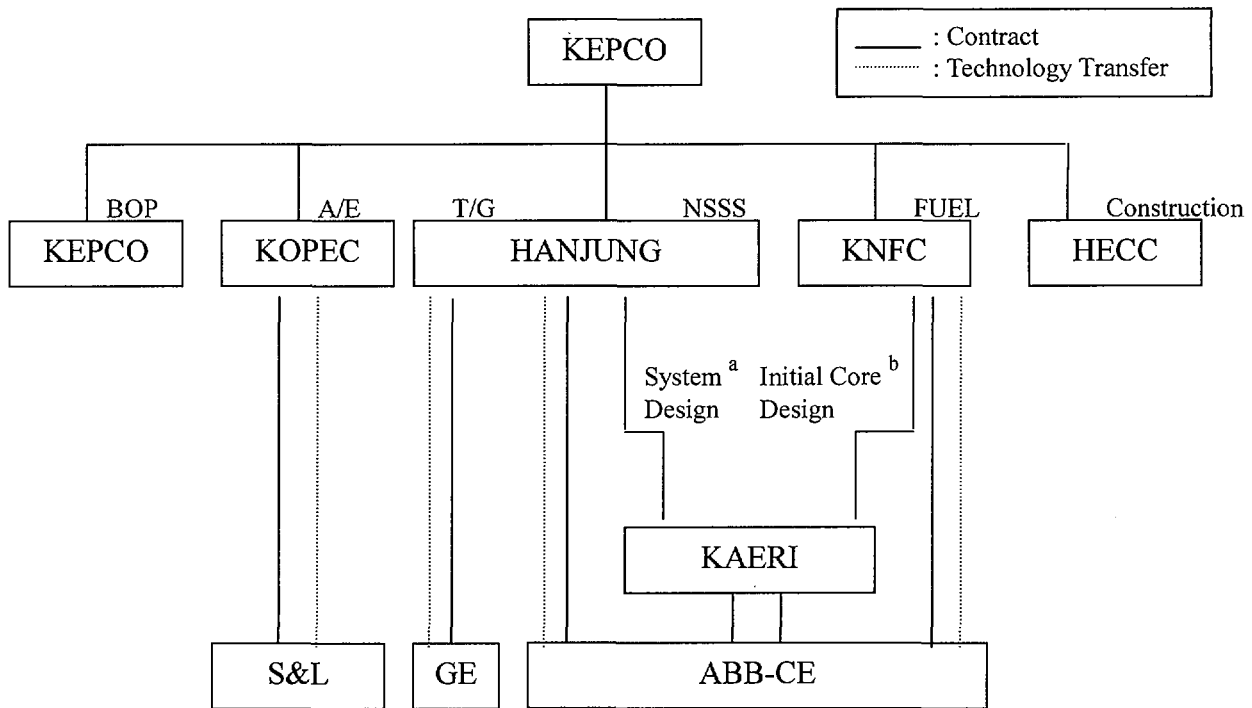 KEPCO
: Contract
: Technology Transfer
BOP
A/E
T/G
NSSS
FUEL
Construction
KEPCO
KOPEC
HANJUNG
KNFC
HECC
System a
Design
Initial Core b
Design
KAERI
S&L
GE
ABB-CE